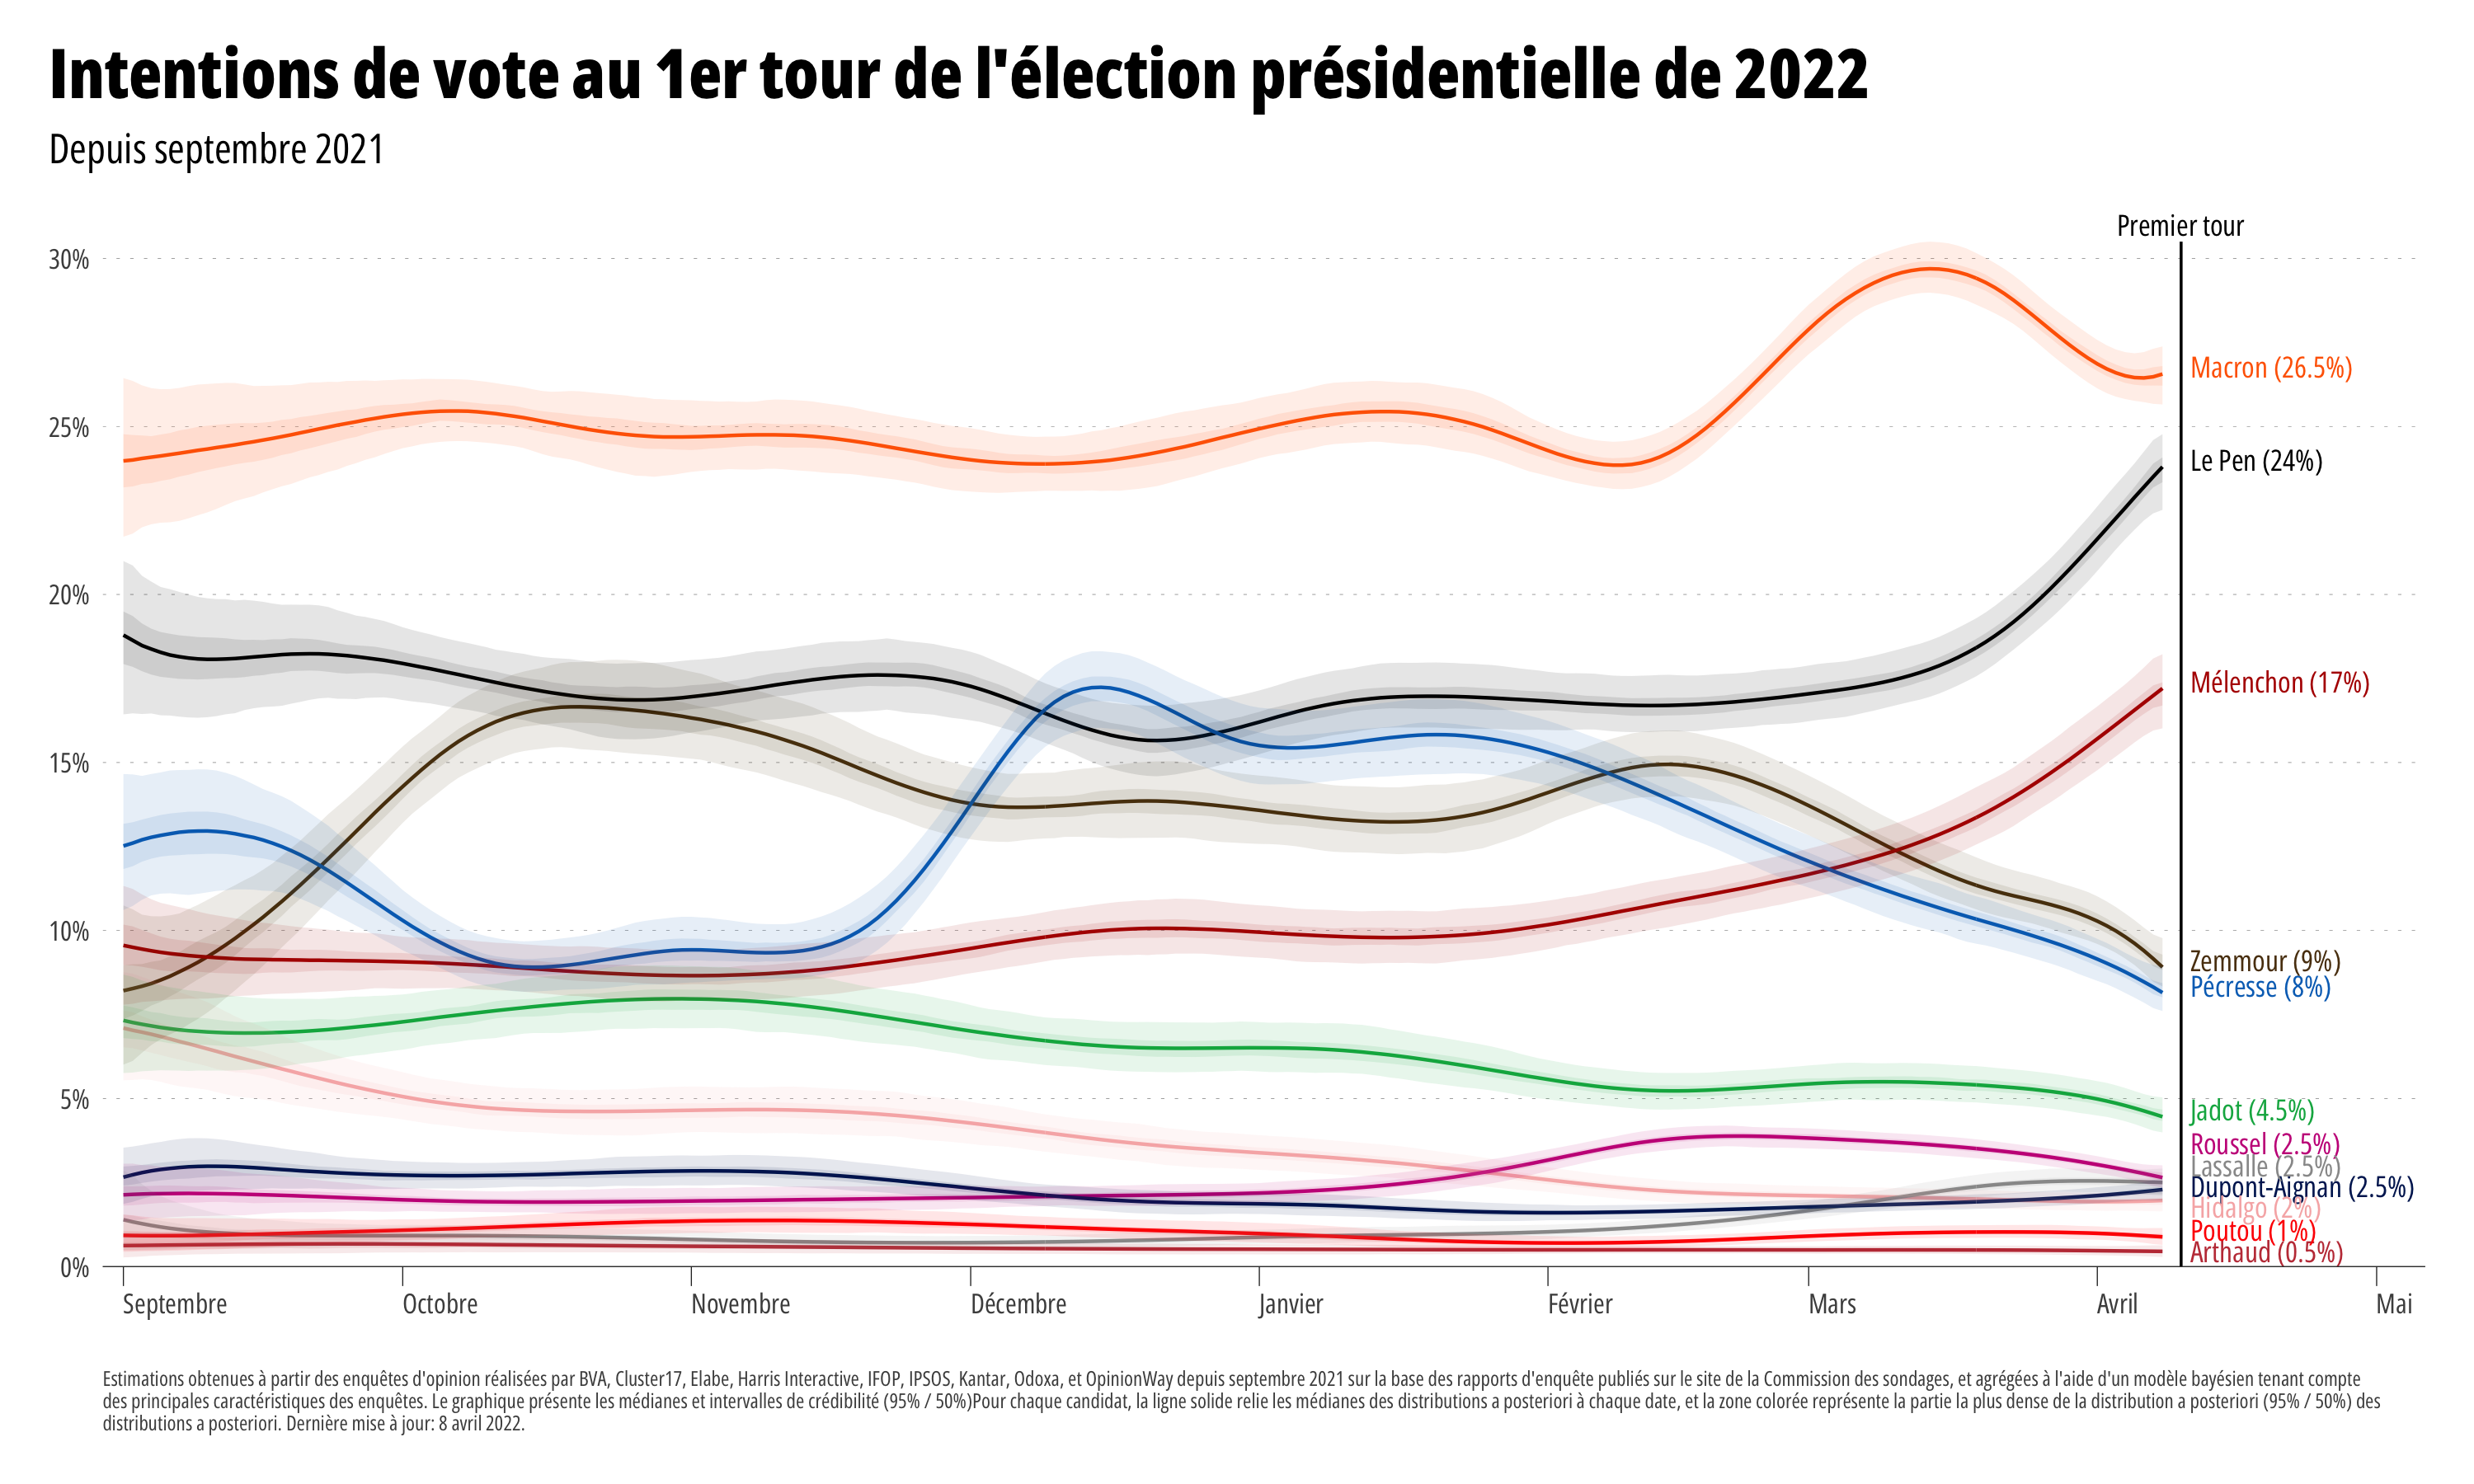 Intentions de vote au 1er tour de l'élection présidentielle de 2022
Depuis septembre 2021
Premier tour
30%
25%
20%
15%
10%
5%
0%
Macron (26.5%)
Le Pen (24%)
Mélenchon (17%)
Zemmour (9%)
Pécresse (8%)
Jadot (4.5%)
Roussel (2.5%)
Lassalle (2.5%)
Dupont-Aignan (2.5%)
Hidalgo (2%)
Poutou (1%)
Arthaud (0.5%)
Septembre
Octobre
Novembre
Décembre
Janvier
Février
Mars
Avril
Mai
Estimations obtenues à partir des enquêtes d'opinion réalisées par BVA, Cluster17, Elabe, Harris Interactive, IFOP, IPSOS, Kantar, Odoxa, et OpinionWay depuis septembre 2021 sur la base des rapports d'enquête publiés sur le site de la Commission des sondages, et agrégées à l'aide d'un modèle bayésien tenant compte
des principales caractéristiques des enquêtes. Le graphique présente les médianes et intervalles de crédibilité (95% / 50%)Pour chaque candidat, la ligne solide relie les médianes des distributions a posteriori à chaque date, et la zone colorée représente la partie la plus dense de la distribution a posteriori (95% / 50%) des
distributions a posteriori. Dernière mise à jour: 8 avril 2022.